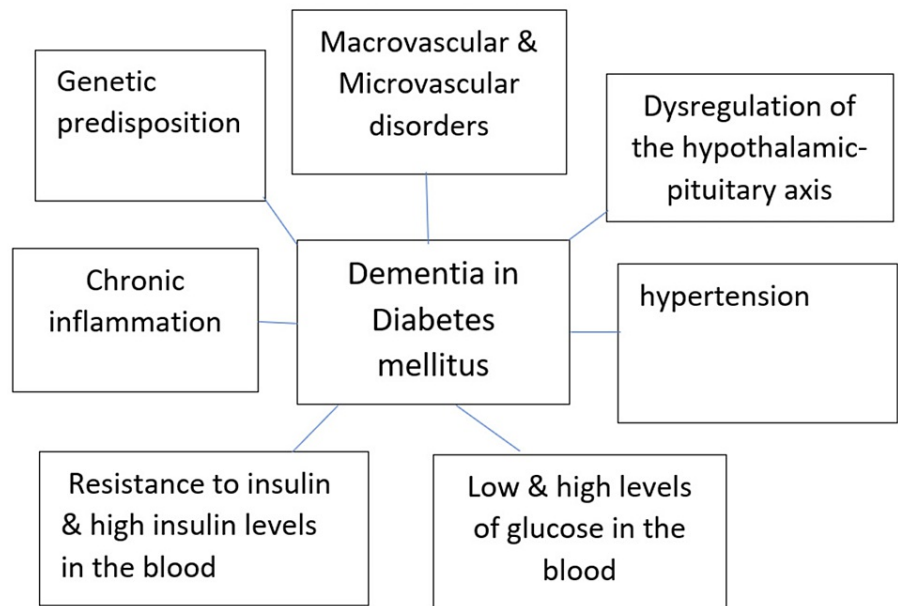 Macrovascular &
Microvascular
disorders
Genetic
predisposition
Dysregulation of
the hypothalamic-
pituitary axis
Chronic
inflammation
Dementia in
Diabetes
mellitus
hypertension
Resistance to insulin
& high insulin levels
in the blood
Low & high levels
of glucose in the
blood